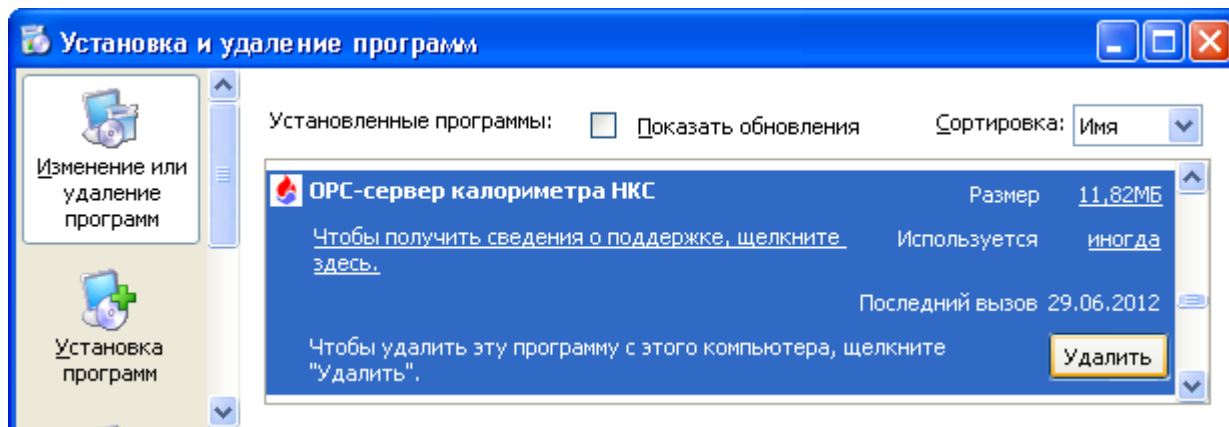 Установка и удаление программ
Изменение или
удаление
программ
Установка
программ
Установленные программы:
Показать обновления
Сортировка:
Имя
OPC-сервер калориметра НКС
Размер
11,82МБ
Чтобы получить сведения о поддержке, щелкните
здесь.
Используется
иногда
Последний вызов
29.06.2012
Чтобы удалить эту программу с этого компьютера, щелкните
"Удалить".
Удалить